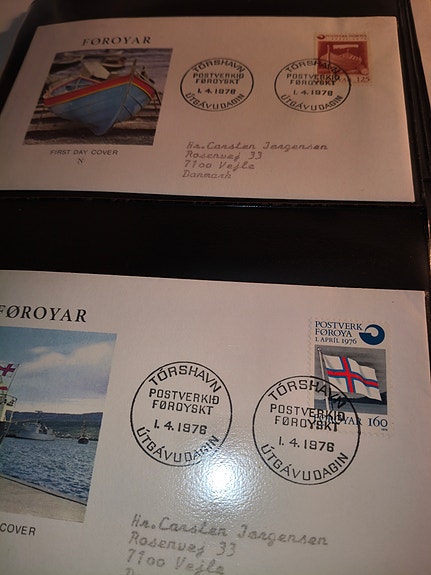 FØROYAR
FIRST DAY COVER
N
TÓRSHAVN
POSTVERKIÐ
FØROYSKT
1. 4. 1976
ÚTGÁVUDAGIN
TÓRSHAVN
POSTVERKIÐ
FØROYSKT
1. 4. 1976
ÚTGÁVUDAGIN
125
Hr. Carsten Jørgensen
Rosenvej 33
7100 Vejle
Danmark
FØROYAR
COVER
TÓRSHAVN
POSTVERKIÐ
FØROYSKT
1. 4. 1976
ÚTGÁVUDAGIN
TÓRSHAVN
POSTVERKIÐ
FØROYSKT
1. 4. 1976
ÚTGÁVUDAGIN
POSTVERK
FØROYA
1. APRIL 1976
FØROYAR 160
Hr. Carsten Jørgensen
Rosenvej 33
7100 Vejle